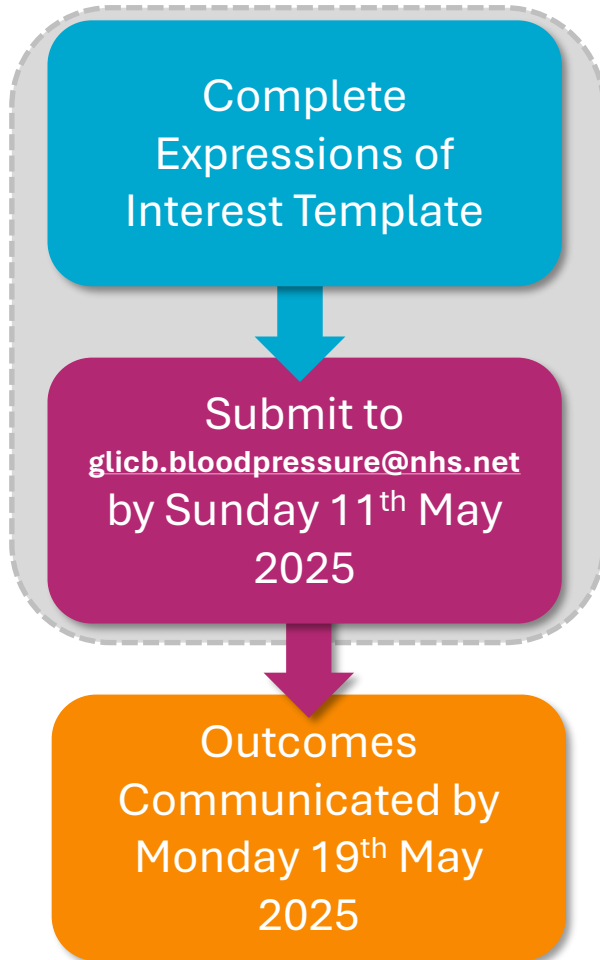 Complete
Expressions of
Interest Template
Submit to
glicb.bloodpressure@nhs.net
by Sunday 11th May
2025
Outcomes
Communicated by
Monday 19th May
2025